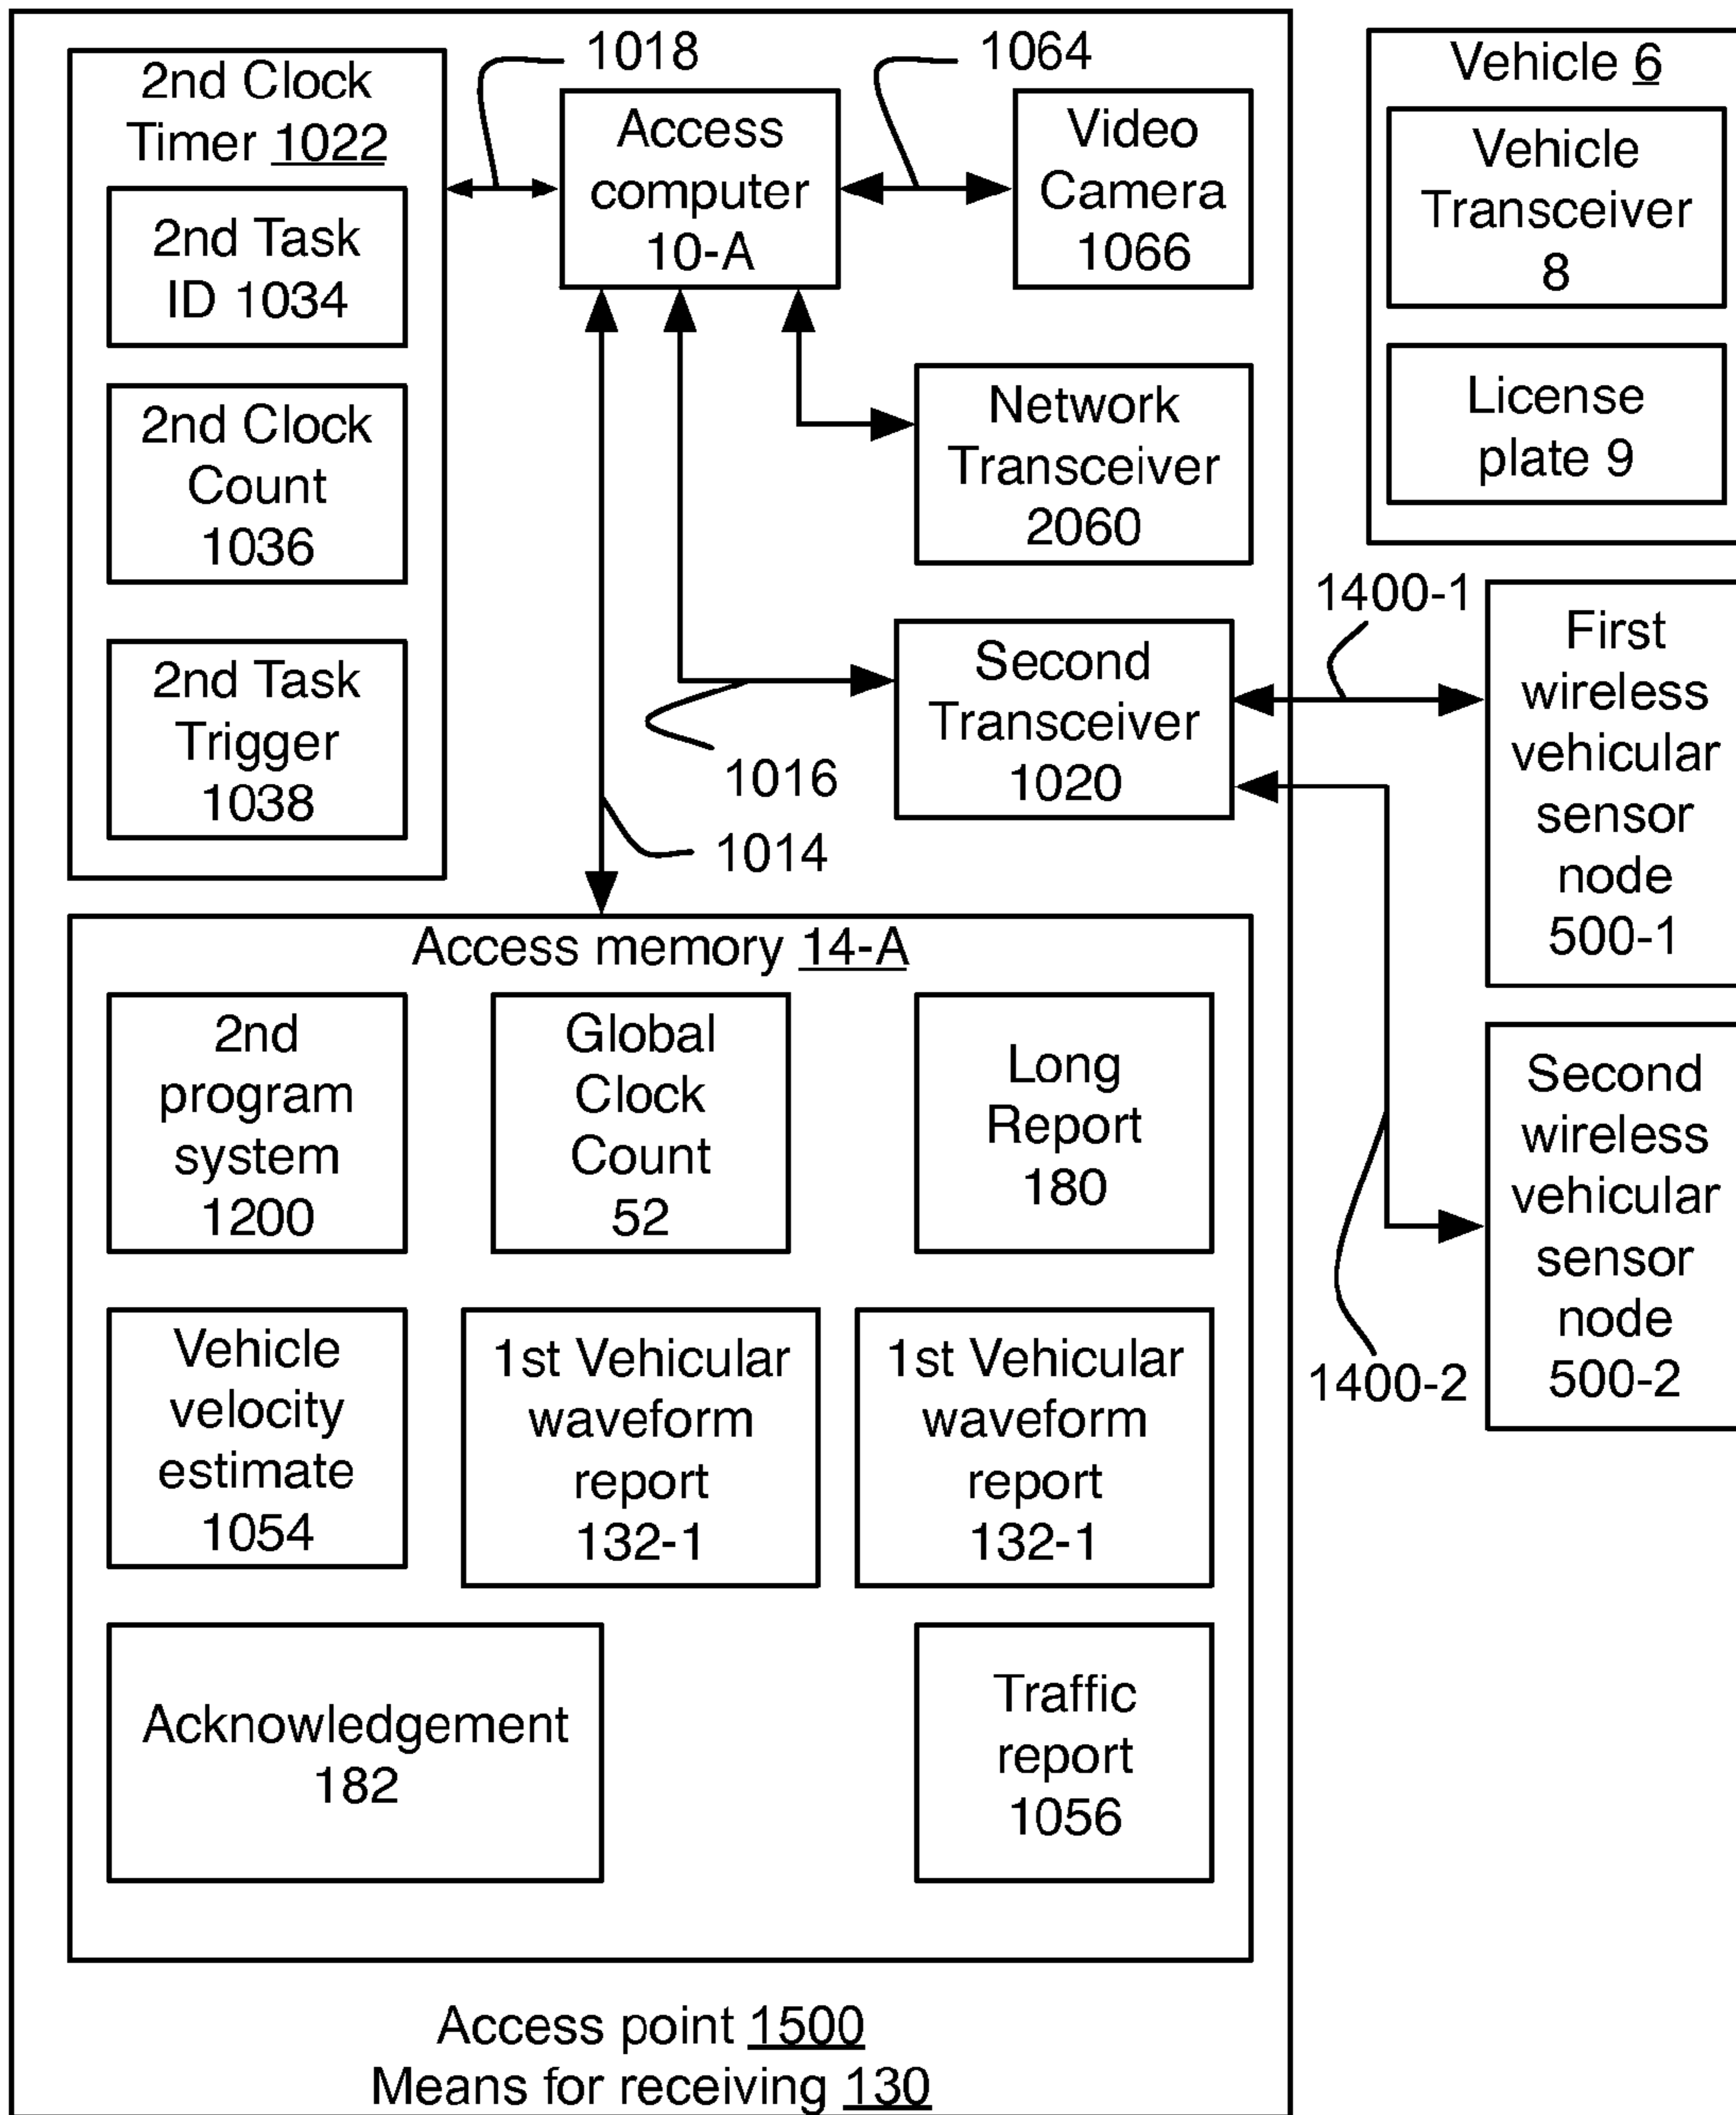 1018
1064
2nd Clock
Timer 1022
2nd Task
ID 1034
2nd Clock
Count
1036
2nd Task
Trigger
1038
Access
computer
10-A
Video
Camera
1066
Network
Transceiver
2060
Second
Transceiver
1020
1016
1014
Vehicle 6
Vehicle
Transceiver
8
License
plate 9
1400-1
First
wireless
vehicular
sensor
node
500-1
Second
wireless
vehicular
sensor
node
500-2
1400-2
Access memory 14-A
2nd
program
system
1200
Global
Clock
Count
52
Long
Report
180
Vehicle
velocity
estimate
1054
1st Vehicular
waveform
report
132-1
1st Vehicular
waveform
report
132-1
Acknowledgement
182
Traffic
report
1056
Access point 1500
Means for receiving 130